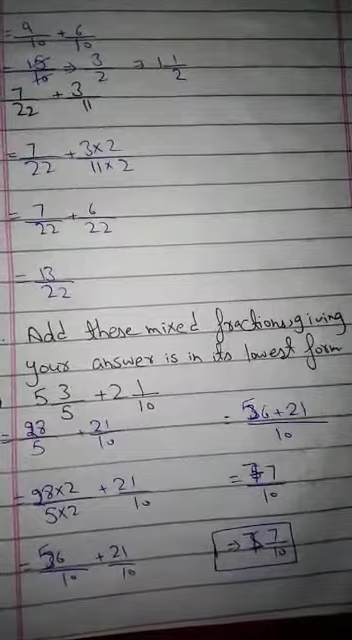 = 9/10 + 6/10
= 15/10 ⇒ 3/2 ⇒ 1 1/2
7/22 + 3/11
= 7/22 + 3×2/11×2
= 7/22 + 6/22
= 13/22
Add these mixed fractions, giving
your answer is in its lowest form
5 3/5 + 2 1/10
= 28/5 + 21/10
= 28×2/5×2 + 21/10
= 56/10 + 21/10
= 56+21/10
= 77/10
⇒ 7 7/10